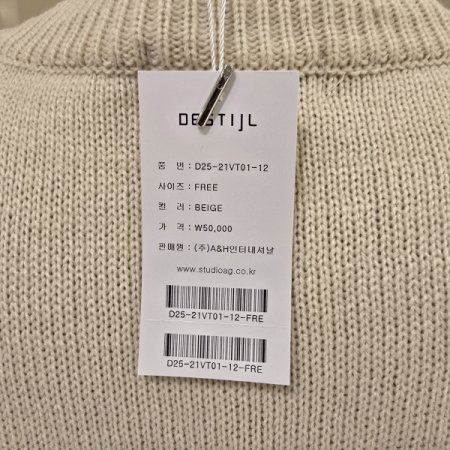 DESTIJL
품 번 : D25-21VT01-12
사이즈 : FREE
컬 러 : BEIGE
가 격 : ₩50,000
판매원 : (주)A&H인터내셔날
www.studioag.co.kr
D25-21VT01-12-FRE
D25-21VT01-12-FRE